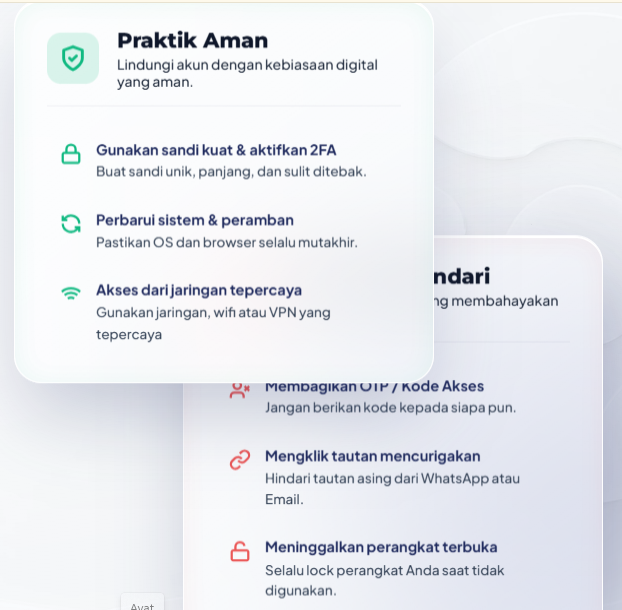 Praktik Aman
Lindungi akun dengan kebiasaan digital
yang aman.
Gunakan sandi kuat & aktifkan 2FA
Buat sandi unik, panjang, dan sulit ditebak.
Perbarui sistem & peramban
Pastikan OS dan browser selalu mutakhir.
Akses dari jaringan tepercaya
Gunakan jaringan, wifi atau VPN yang
tepercaya
ndari
ng membahayakan
Membagikan OTP / Kode Akses
Jangan berikan kode kepada siapa pun.
Mengklik tautan mencurigakan
Hindari tautan asing dari WhatsApp atau
Email.
Meninggalkan perangkat terbuka
Selalu lock perangkat Anda saat tidak
digunakan.